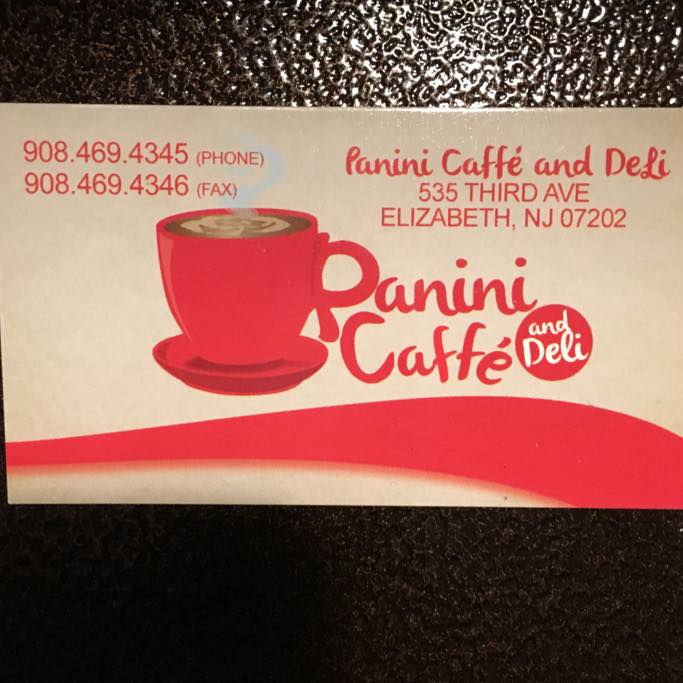 908.469.4345 (PHONE)
908.469.4346 (FAX)
Panini Caffé and Deli
535 THIRD AVE
ELIZABETH, NJ 07202
Panini
Caffé
and
Deli